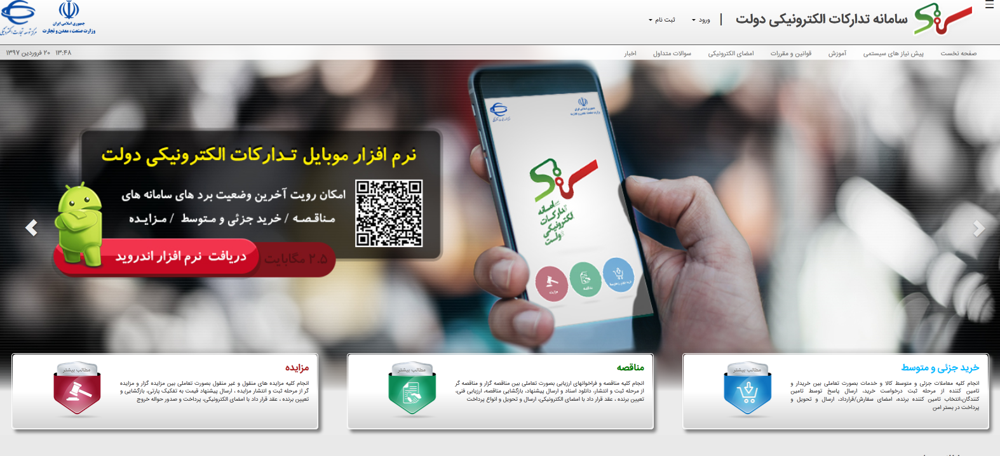 سامانه تدارکات الکترونیکی دولت
ورود
ثبت نام
جمهوری اسلامی ایران
وزارت صنعت ، معدن و تجارت
مرکز توسعه تجارت الکترونیکی
صفحه نخست
پیش نیاز های سیستمی
آموزش
قوانین و مقررات
امضای الکترونیکی
سوالات متداول
اخبار
۱۳:۴۸ ۲۰ فروردین ۱۳۹۷
نرم افزار موبایل تـدارکات الکترونیکی دولت
امکان رویت آخرین وضعیت برد های سامانه های
مـناقـصـه / خرید جزئی و مـتوسط / مـزایـده
دریافت نرم افزار اندروید
۲.۵ مگابایت
سامانه
تدارکات
الکترونیکی
دولت
مزایده
مناقصه
خرید جزئی و متوسط
مطالب بیشتر
انجام کلیه معاملات جزئی و متوسط کالا و خدمات بصورت تعاملی بین خریدار و
تامین کننده از مرحله ثبت درخواست خرید، ارسال پاسخ توسط تامین
کنندگان،انتخاب تامین کننده برنده، امضای سفارش/قرارداد، ارسال و تحویل و
پرداخت در بستر امن
مناقصه
مطالب بیشتر
انجام کلیه مناقصه و فراخوانهای ارزیابی بصورت تعاملی بین مناقصه گزار و مناقصه گر
از مرحله ثبت و انتشار، دانلود اسناد و ارسال پیشنهاد، بازگشایی مناقصه، ارزیابی فنی،
تعیین برنده ، عقد قرار داد با امضای الکترونیکی، ارسال و تحویل و انواع پرداخت
مزایده
مطالب بیشتر
انجام کلیه مزایده های منقول و غیر منقول بصورت تعاملی بین مزایده گزار و مزایده
گر از مرحله ثبت و انتشار مزایده ، ارسال پیشنهاد قیمت به تفکیک پارتی، بازگشایی و
تعیین برنده ، عقد قرار داد با امضای الکترونیکی، پرداخت و صدور حواله خروج